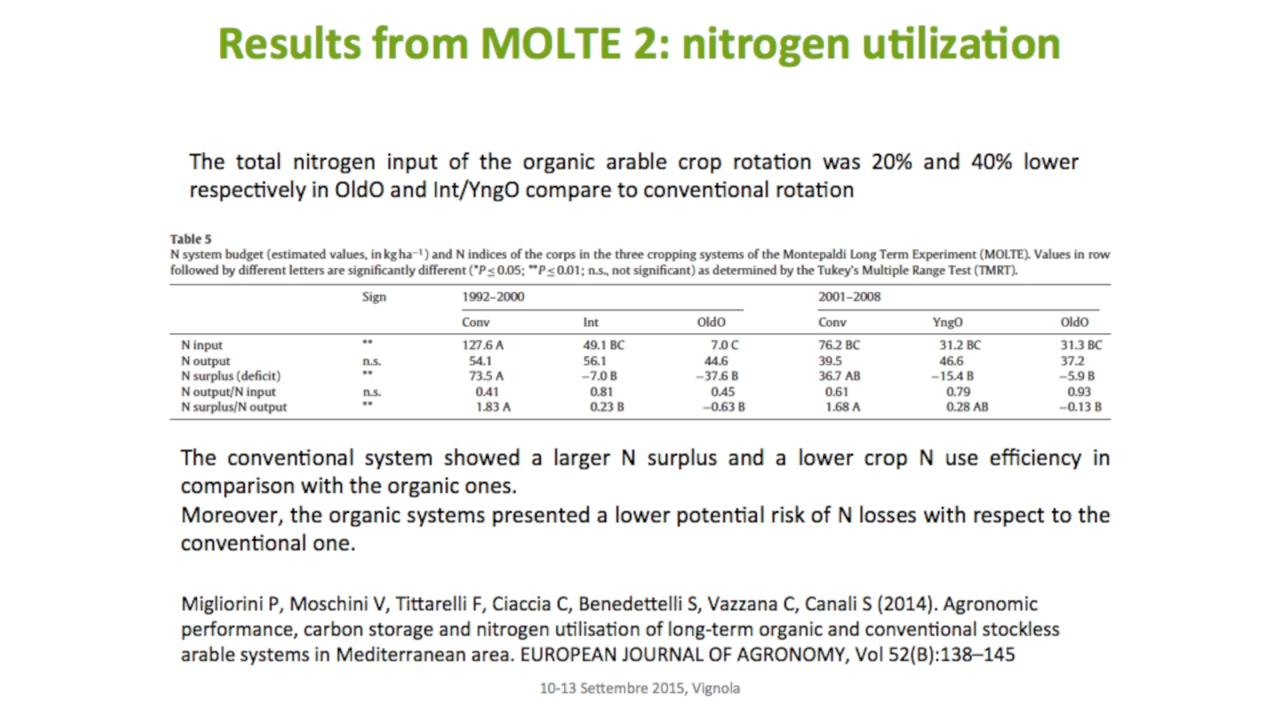 Results from MOLTE 2: nitrogen utilization
The total nitrogen input of the organic arable crop rotation was 20% and 40% lower
respectively in OldO and Int/YngO compare to conventional rotation
Table 5
N system budget (estimated values, in kg ha⁻¹) and N indices of the corps in the three cropping systems of the Montepaldi Long Term Experiment (MOLTE). Values in row
followed by different letters are significantly different (*P ≤ 0.05; **P ≤ 0.01; n.s., not significant) as determined by the Tukey's Multiple Range Test (TMRT).
Sign 1992–2000 2001–2008
Conv Int OldO Conv YngO OldO
N input ** 127.6 A 49.1 BC 7.0 C 76.2 BC 31.2 BC 31.3 BC
N output n.s. 54.1 56.1 44.6 39.5 46.6 37.2
N surplus (deficit) ** 73.5 A −7.0 B −37.6 B 36.7 AB −15.4 B −5.9 B
N output/N input n.s. 0.41 0.81 0.45 0.61 0.79 0.93
N surplus/N output ** 1.83 A 0.23 B −0.63 B 1.68 A 0.28 AB −0.13 B
The conventional system showed a larger N surplus and a lower crop N use efficiency in
comparison with the organic ones.
Moreover, the organic systems presented a lower potential risk of N losses with respect to the
conventional one.
Migliorini P, Moschini V, Tittarelli F, Ciaccia C, Benedettelli S, Vazzana C, Canali S (2014). Agronomic
performance, carbon storage and nitrogen utilisation of long-term organic and conventional stockless
arable systems in Mediterranean area. EUROPEAN JOURNAL OF AGRONOMY, Vol 52(B):138–145
10-13 Settembre 2015, Vignola